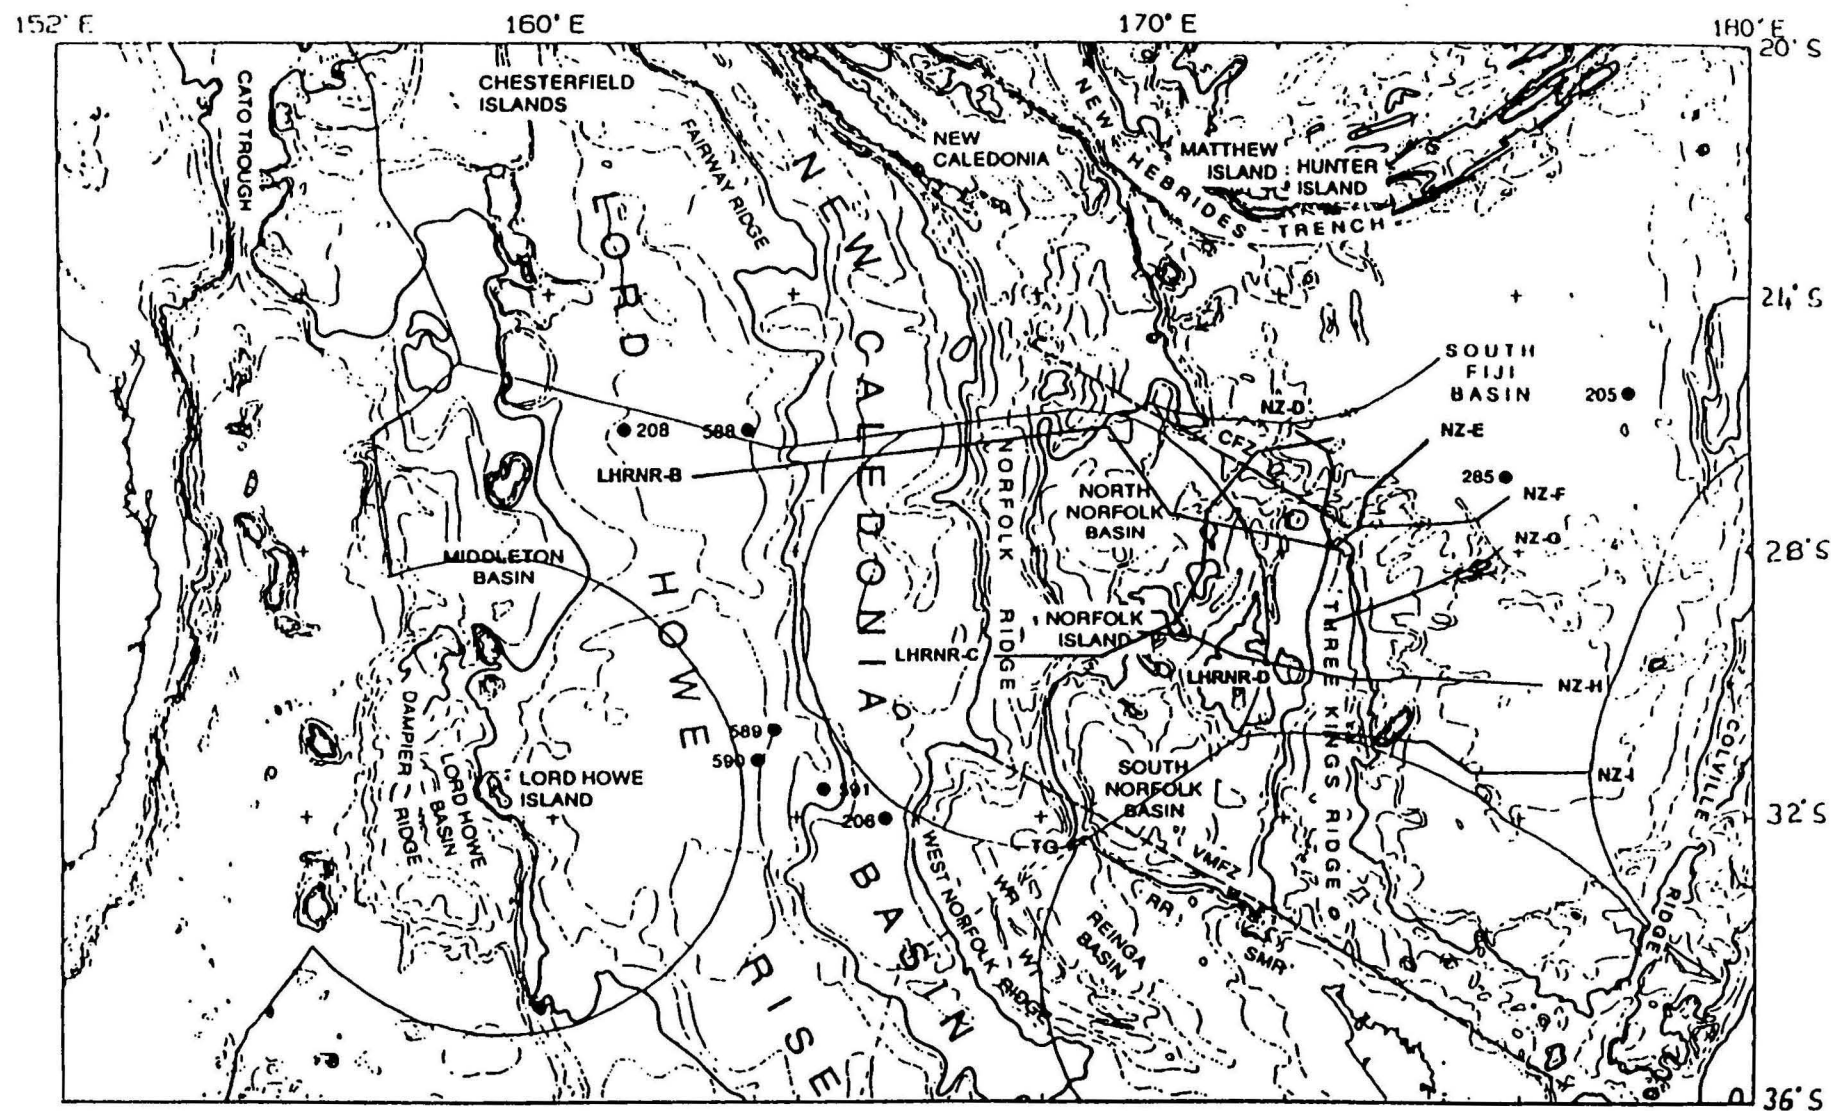 152° E
160° E
170° E
180° E
20° S
CATO TROUGH
CHESTERFIELD
ISLANDS
FAIRWAY RIDGE
NEW
CALEDONIA
NEW
HEBRIDES
TRENCH
MATTHEW
ISLAND
HUNTER
ISLAND
24° S
LORD
HOWE
RISE
NEW CALEDONIA
BASIN
SOUTH
FIJI
BASIN
205
NZ-D
NZ-E
CFZ
208
588
LHRNR-B
285
NZ-F
NZ-G
NORFOLK
RIDGE
NORTH
NORFOLK
BASIN
28° S
MIDDLETON
BASIN
NORFOLK
ISLAND
LHRNR-C
LHRNR-D
THREE KINGS RIDGE
NZ-H
DAMPIER
RIDGE
LORD HOWE
BASIN
589
590
LORD HOWE
ISLAND
591
206
SOUTH
NORFOLK
BASIN
NZ-I
COLVILLE
RIDGE
32° S
TG
VMFZ
WEST NORFOLK RIDGE
WR
WT
RR
REINGA
BASIN
SMR
36° S